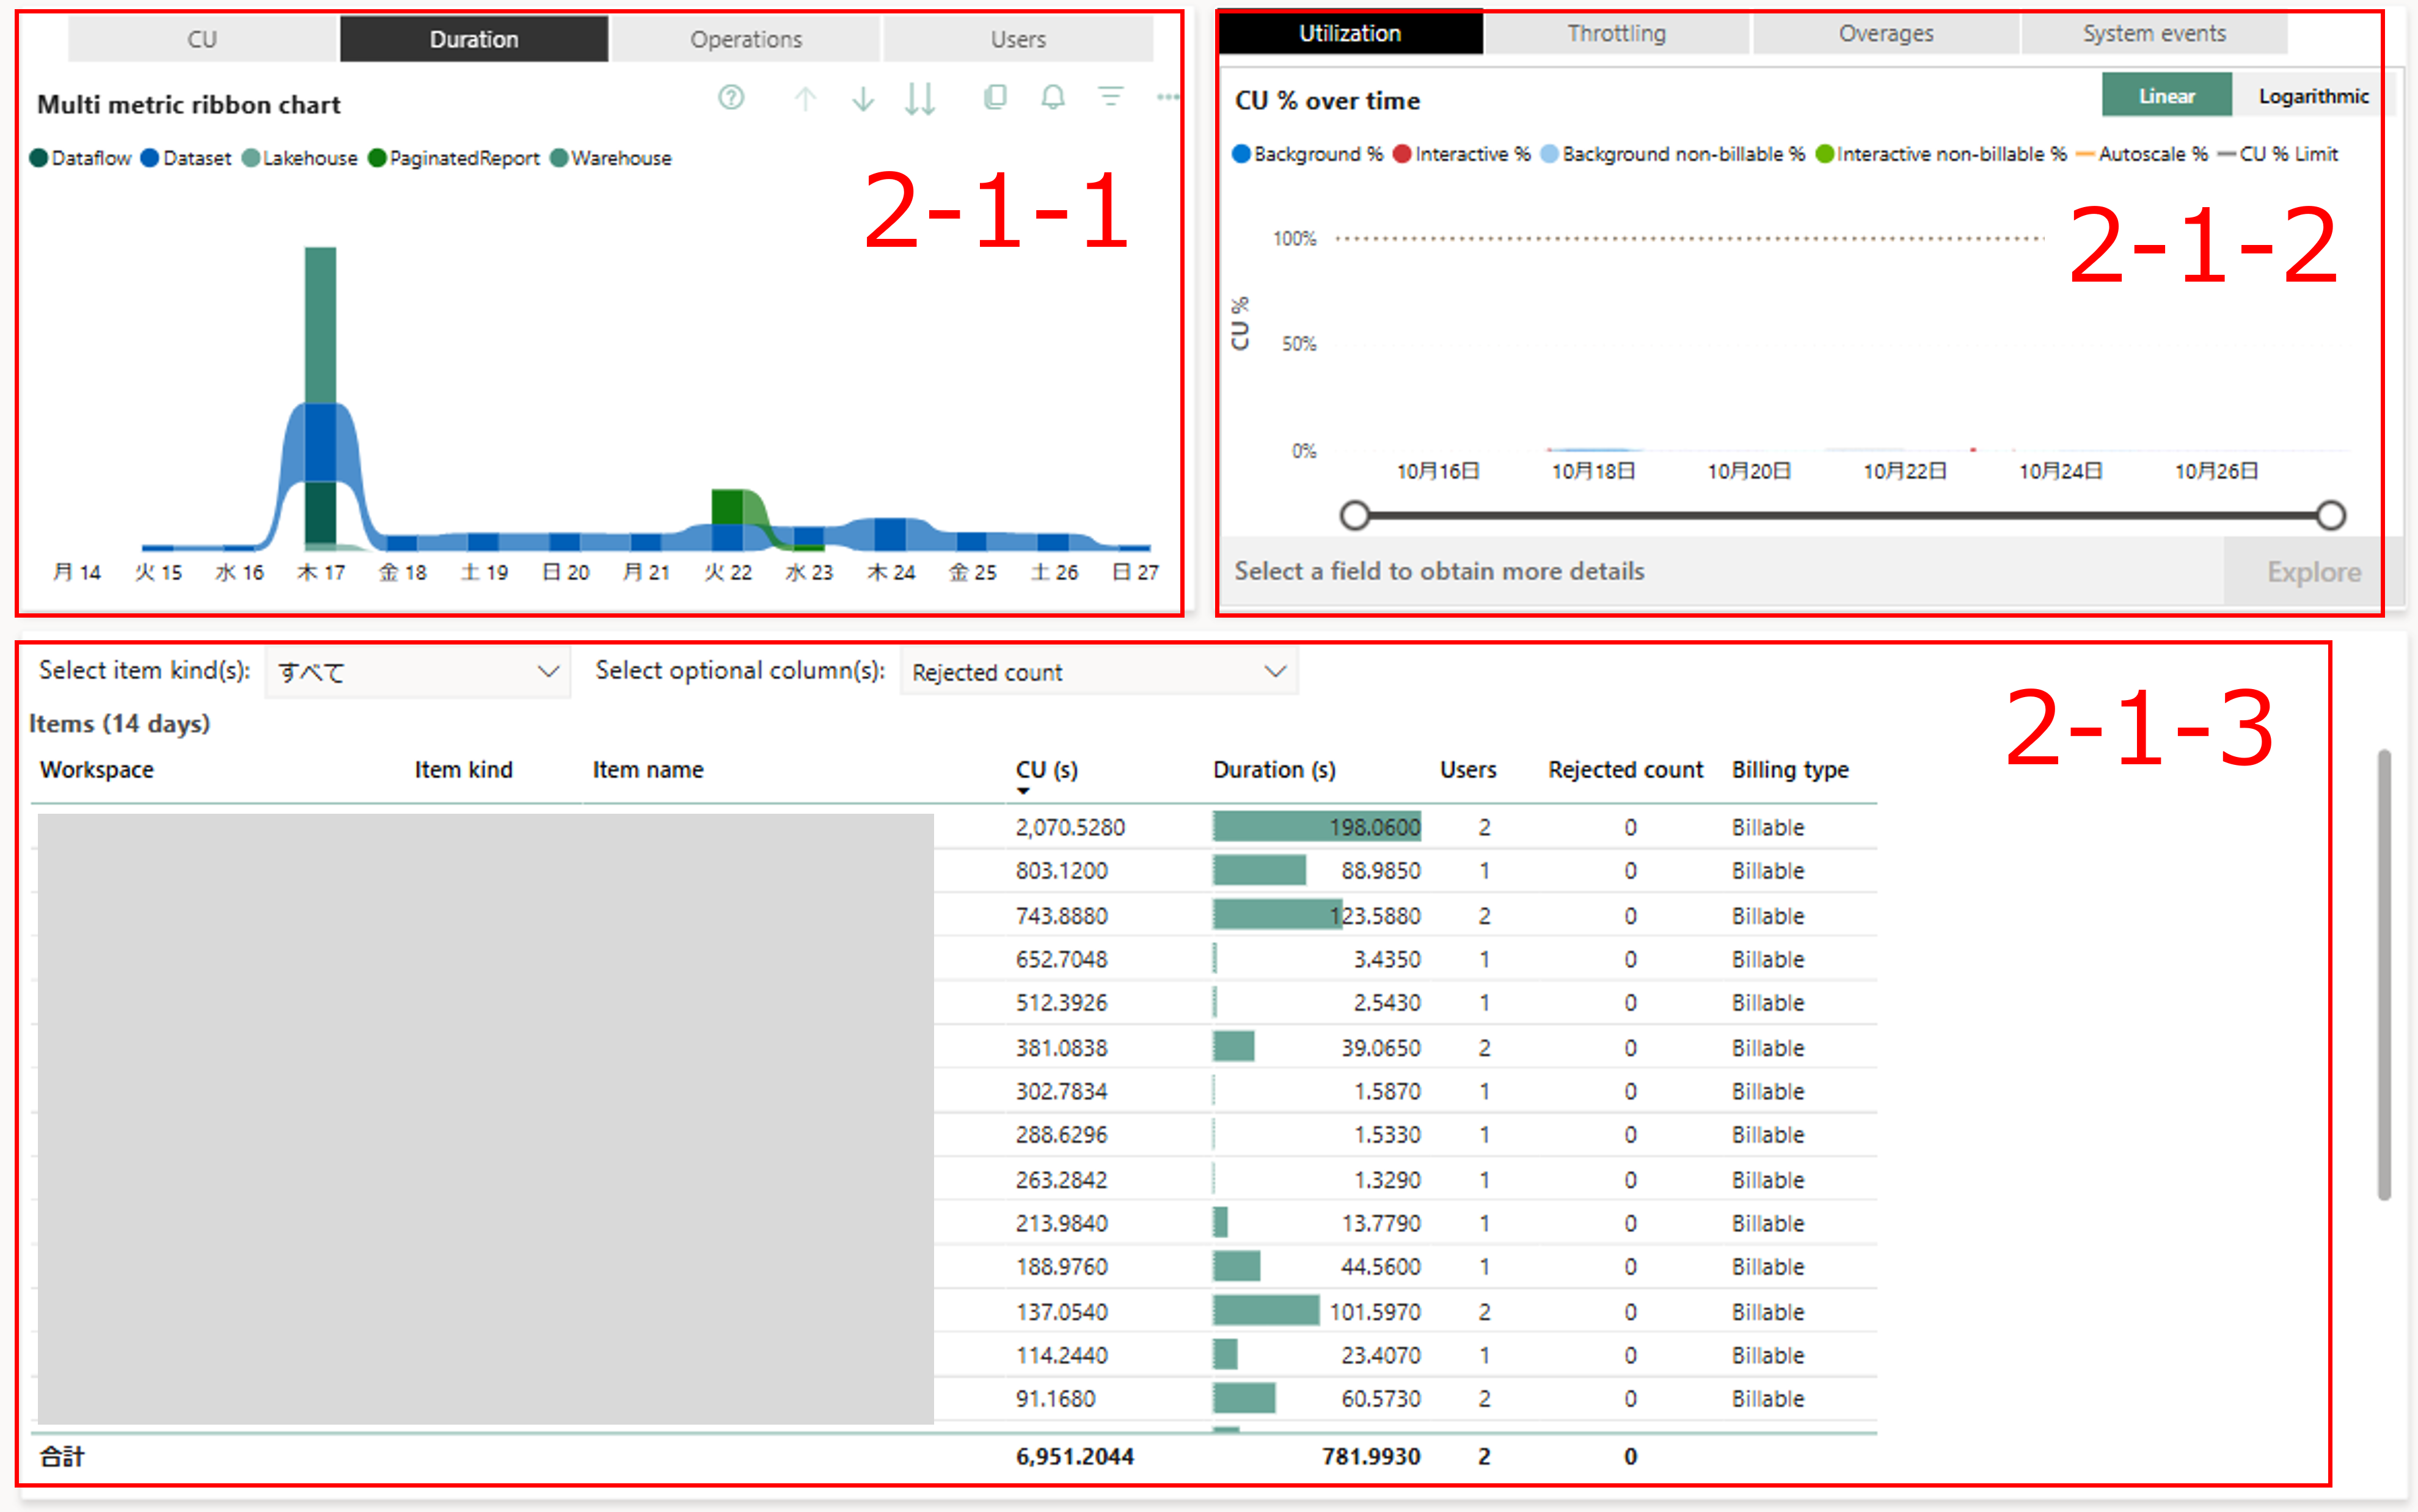 CU Duration Operations Users
Multi metric ribbon chart
Dataflow Dataset Lakehouse PaginatedReport Warehouse
2-1-1
月 14 火 15 水 16 木 17 金 18 土 19 日 20 月 21 火 22 水 23 木 24 金 25 土 26 日 27
Utilization Throttling Overages System events
CU % over time Linear Logarithmic
Background % Interactive % Background non-billable % Interactive non-billable % Autoscale % CU % Limit
2-1-2
100%
50%
0%
CU %
10月16日 10月18日 10月20日 10月22日 10月24日 10月26日
Select a field to obtain more details Explore
Select item kind(s): すべて Select optional column(s): Rejected count
2-1-3
Items (14 days)
Workspace Item kind Item name CU (s) Duration (s) Users Rejected count Billing type
2,070.5280 198.0600 2 0 Billable
803.1200 88.9850 1 0 Billable
743.8880 123.5880 2 0 Billable
652.7048 3.4350 1 0 Billable
512.3926 2.5430 1 0 Billable
381.0838 39.0650 2 0 Billable
302.7834 1.5870 1 0 Billable
288.6296 1.5330 1 0 Billable
263.2842 1.3290 1 0 Billable
213.9840 13.7790 1 0 Billable
188.9760 44.5600 1 0 Billable
137.0540 101.5970 2 0 Billable
114.2440 23.4070 1 0 Billable
91.1680 60.5730 2 0 Billable
合計 6,951.2044 781.9930 2 0